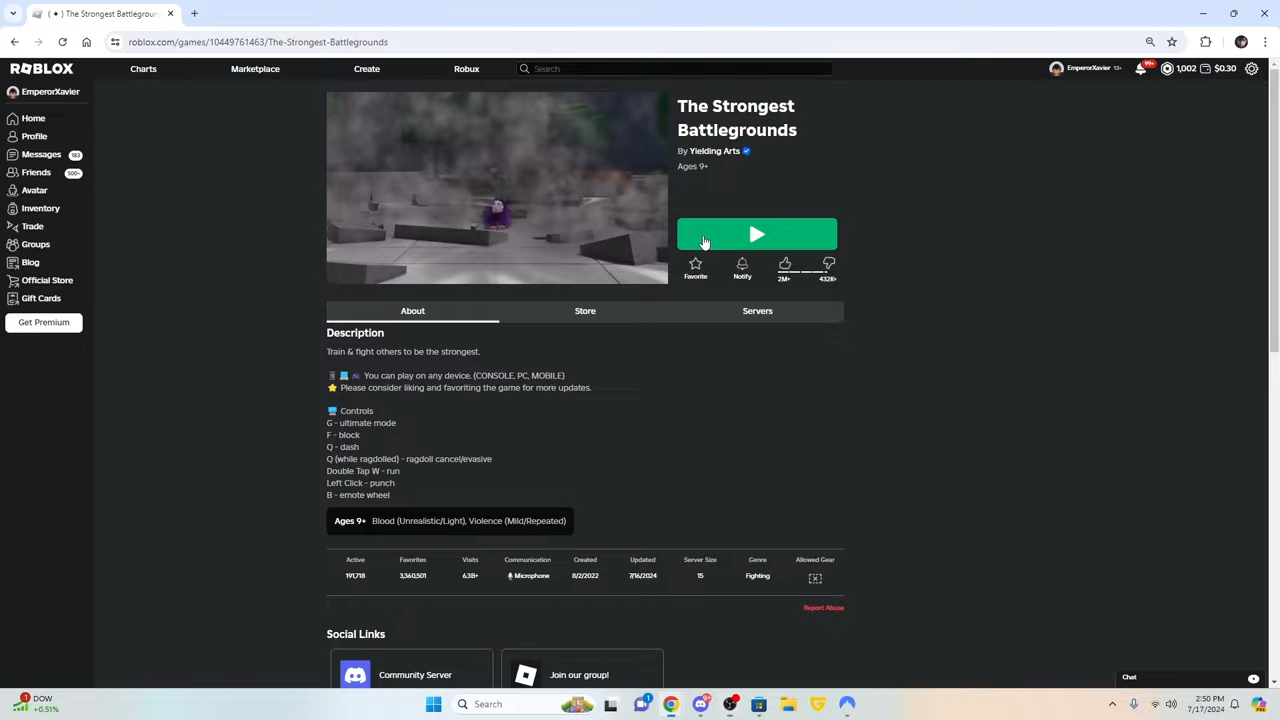 ( ✦ ) The Strongest Battleground
roblox.com/games/10449761463/The-Strongest-Battlegrounds
ROBLOX
Charts
Marketplace
Create
Robux
Search
EmperorXavier 13+
99+
1,002
$0.30
EmperorXavier
Home
Profile
Messages 183
Friends 500+
Avatar
Inventory
Trade
Groups
Blog
Official Store
Gift Cards
Get Premium
The Strongest
Battlegrounds
By Yielding Arts
Ages 9+
Favorite
Notify
2M+
432K+
About
Store
Servers
Description
Train & fight others to be the strongest.
You can play on any device. (CONSOLE, PC, MOBILE)
Please consider liking and favoriting the game for more updates.
Controls
G - ultimate mode
F - block
Q - dash
Q (while ragdolled) - ragdoll cancel/evasive
Double Tap W - run
Left Click - punch
B - emote wheel
Ages 9+ Blood (Unrealistic/Light), Violence (Mild/Repeated)
Active Favorites Visits Communication Created Updated Server Size Genre Allowed Gear
191,718 3,360,501 6.3B+ Microphone 8/2/2022 7/16/2024 15 Fighting
Report Abuse
Social Links
Community Server
Join our group!
Chat
1
DOW
+0.51%
Search
1
99+
2:50 PM
7/17/2024